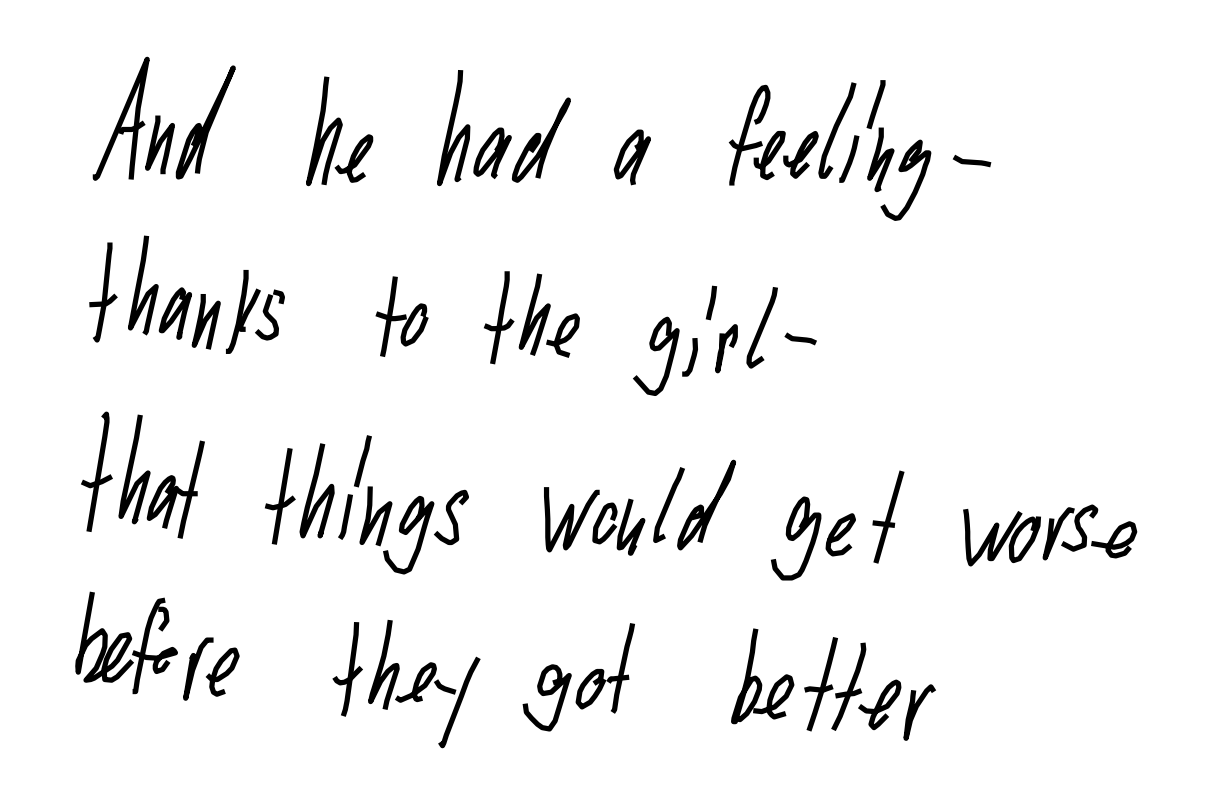 And he had a feeling-
thanks to the girl-
that things would get worse
before they got better